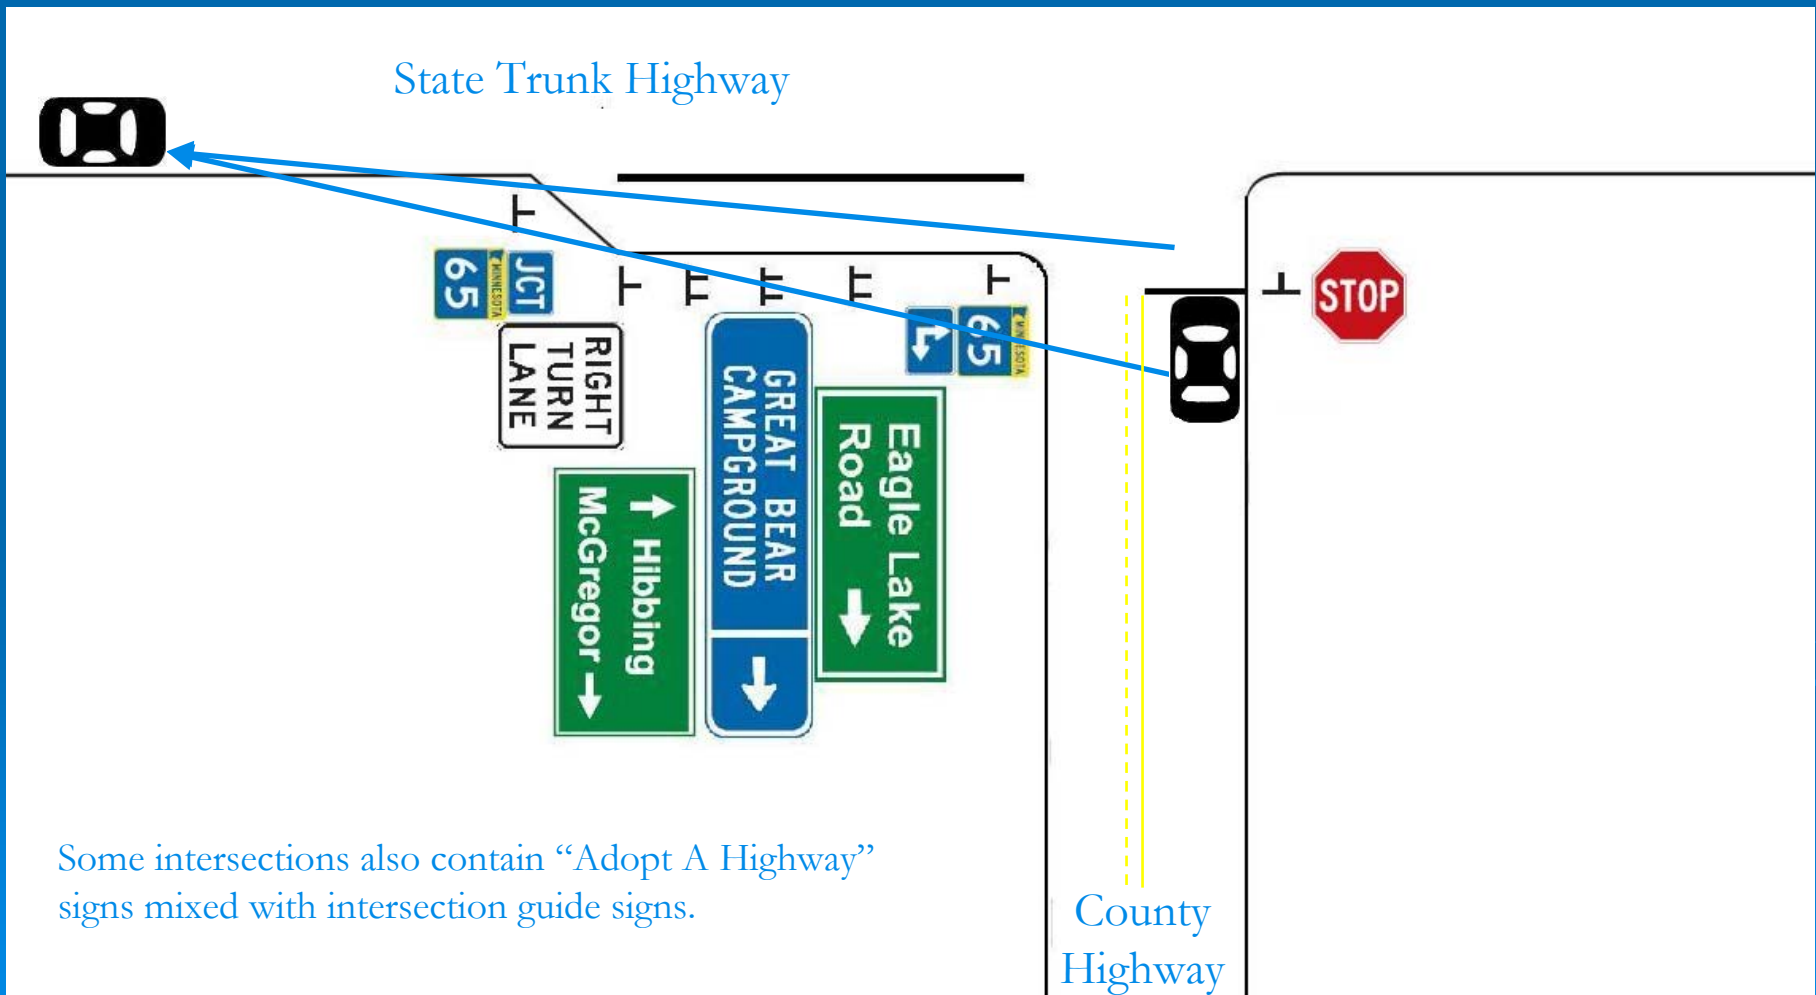 State Trunk Highway
JCT
MINNESOTA
65
RIGHT
TURN
LANE
Hibbing
McGregor
GREAT BEAR
CAMPGROUND
Eagle Lake
Road
MINNESOTA
65
STOP
Some intersections also contain “Adopt A Highway”
signs mixed with intersection guide signs.
County
Highway